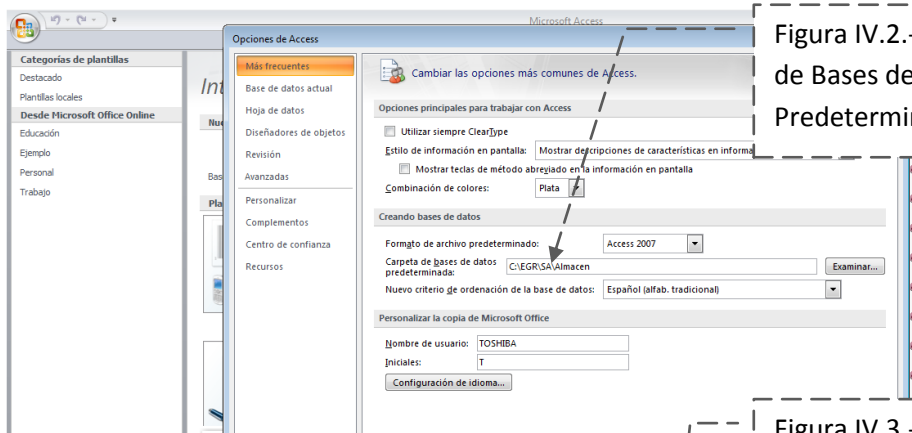 Microsoft Access
Categorías de plantillas
Destacado
Plantillas locales
Desde Microsoft Office Online
Educación
Ejemplo
Personal
Trabajo
Opciones de Access
Más frecuentes
Base de datos actual
Hoja de datos
Diseñadores de objetos
Revisión
Avanzadas
Personalizar
Complementos
Centro de confianza
Recursos
Cambiar las opciones más comunes de Access.
Opciones principales para trabajar con Access
Utilizar siempre ClearType
Estilo de información en pantalla: Mostrar descripciones de características en informa
Mostrar teclas de método abreviado en la información en pantalla
Combinación de colores: Plata
Creando bases de datos
Formato de archivo predeterminado: Access 2007
Carpeta de bases de datos predeterminada: C:\EGR\SA\Almacen Examinar...
Nuevo criterio de ordenación de la base de datos: Español (alfab. tradicional)
Personalizar la copia de Microsoft Office
Nombre de usuario: TOSHIBA
Iniciales: T
Configuración de idioma...
Figura IV.2.-
de Bases de
Predetermi
Figura IV.3.-